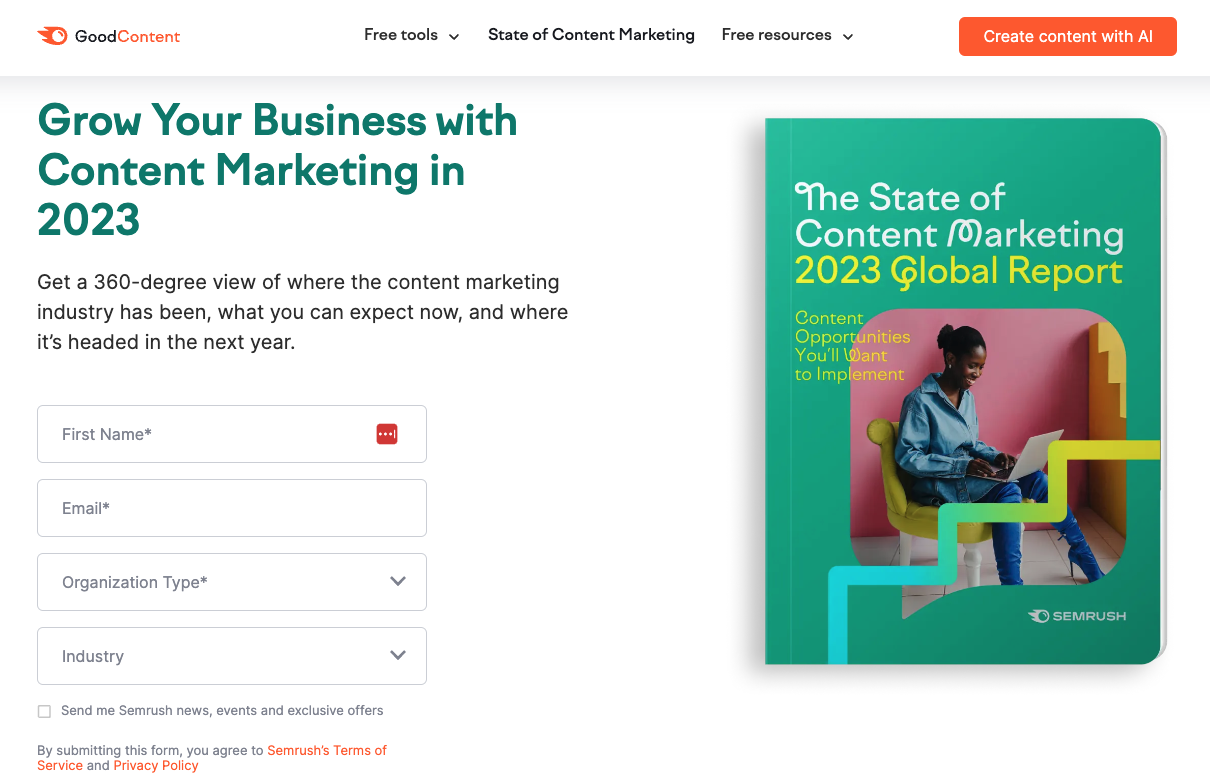 GoodContent
Free tools
State of Content Marketing
Free resources
Create content with AI
Grow Your Business with
Content Marketing in
2023
Get a 360-degree view of where the content marketing
industry has been, what you can expect now, and where
it’s headed in the next year.
First Name*
Email*
Organization Type*
Industry
Send me Semrush news, events and exclusive offers
By submitting this form, you agree to Semrush’s Terms of
Service and Privacy Policy
The State of
Content Marketing
2023 Global Report
Content
Opportunities
You’ll Want
to Implement
SEMRUSH